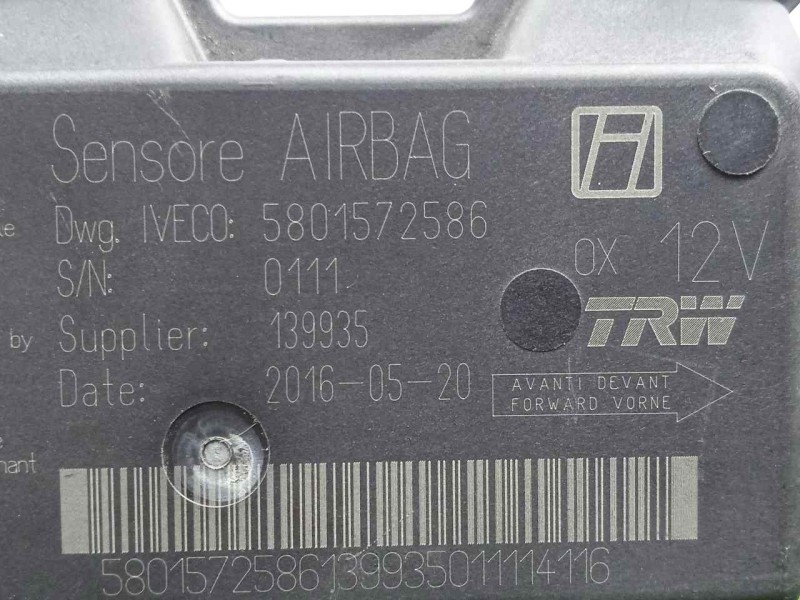 Sensore AIRBAG
Dwg. IVECO: 5801572586
S/N: 0111
0X 12V
by Supplier: 139935
TRW
Date: 2016-05-20
AVANTI DEVANT
FORWARD VORNE
5801572586139935011114116